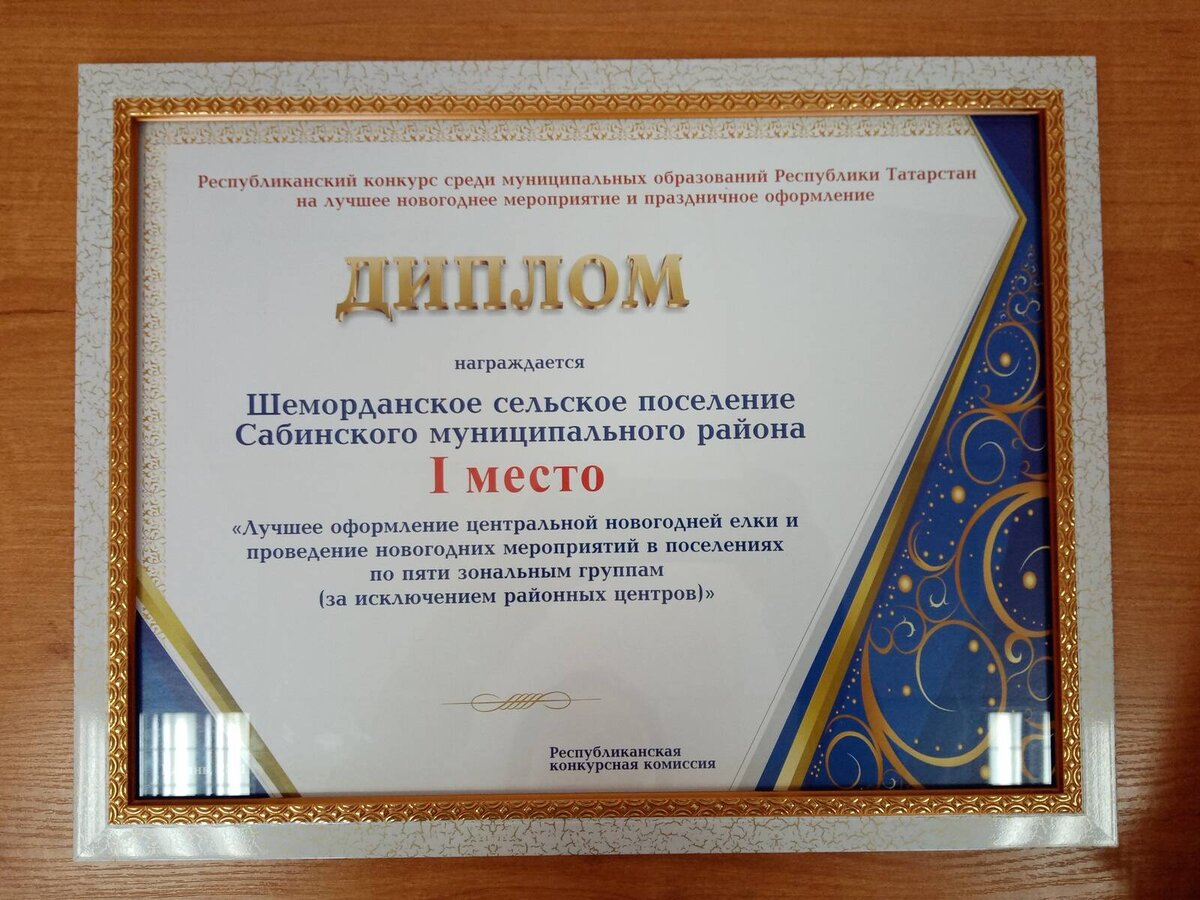 Республиканский конкурс среди муниципальных образований Республики Татарстан
на лучшее новогоднее мероприятие и праздничное оформление
ДИПЛОМ
награждается
Шеморданское сельское поселение
Сабинского муниципального района
I место
«Лучшее оформление центральной новогодней елки и
проведение новогодних мероприятий в поселениях
по пяти зональным группам
(за исключением районных центров)»
Республиканская
конкурсная комиссия